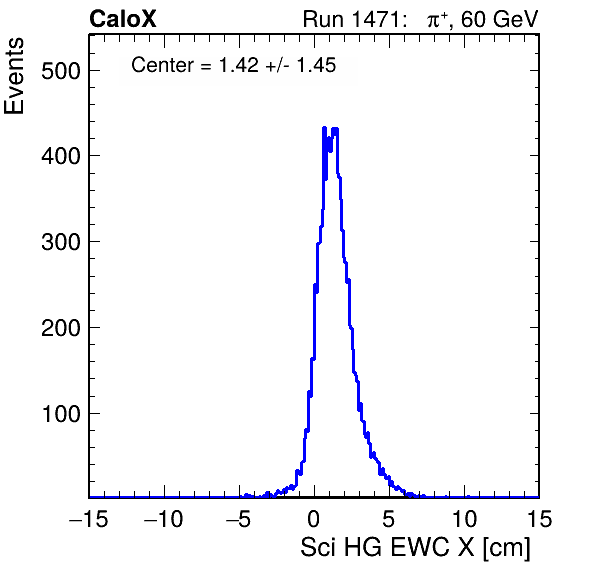 CaloX Run 1471: π⁺, 60 GeV
Events
Center = 1.42 +/- 1.45
500
400
300
200
100
−15 −10 −5 0 5 10 15
Sci HG EWC X [cm]